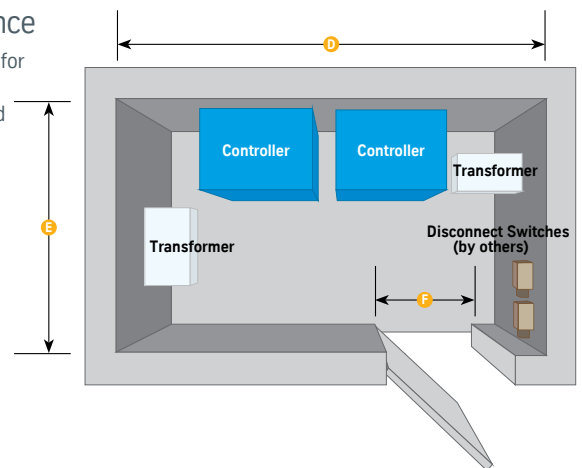 nce
for
d
D
Controller
Controller
Transformer
Transformer
Disconnect Switches
(by others)
E
F